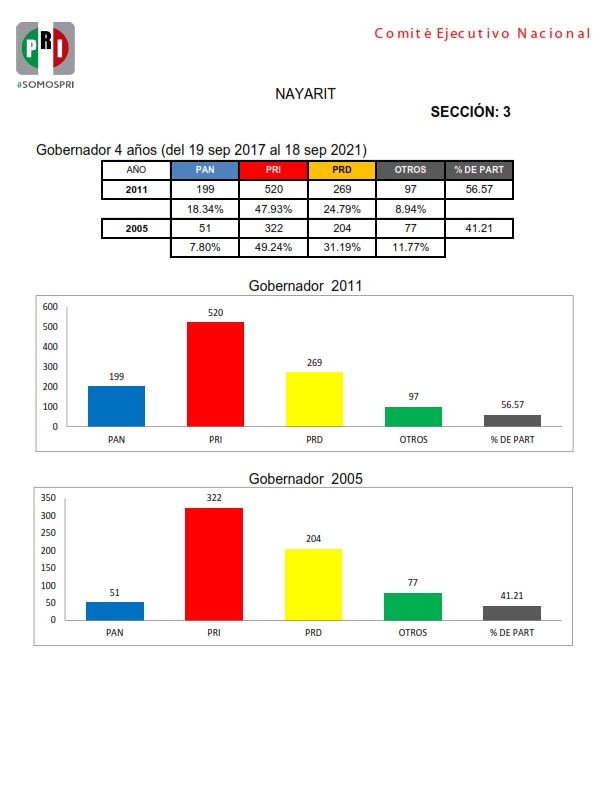 PRI
#SOMOSPRI
Comité Ejecutivo Nacional
NAYARIT
SECCIÓN: 3
Gobernador 4 años (del 19 sep 2017 al 18 sep 2021)
AÑO PAN PRI PRD OTROS % DE PART
2011 199 520 269 97 56.57
18.34% 47.93% 24.79% 8.94%
2005 51 322 204 77 41.21
7.80% 49.24% 31.19% 11.77%
Gobernador 2011
600
500
400
300
200
100
0
199
520
269
97
56.57
PAN PRI PRD OTROS % DE PART
Gobernador 2005
350
300
250
200
150
100
50
0
51
322
204
77
41.21
PAN PRI PRD OTROS % DE PART